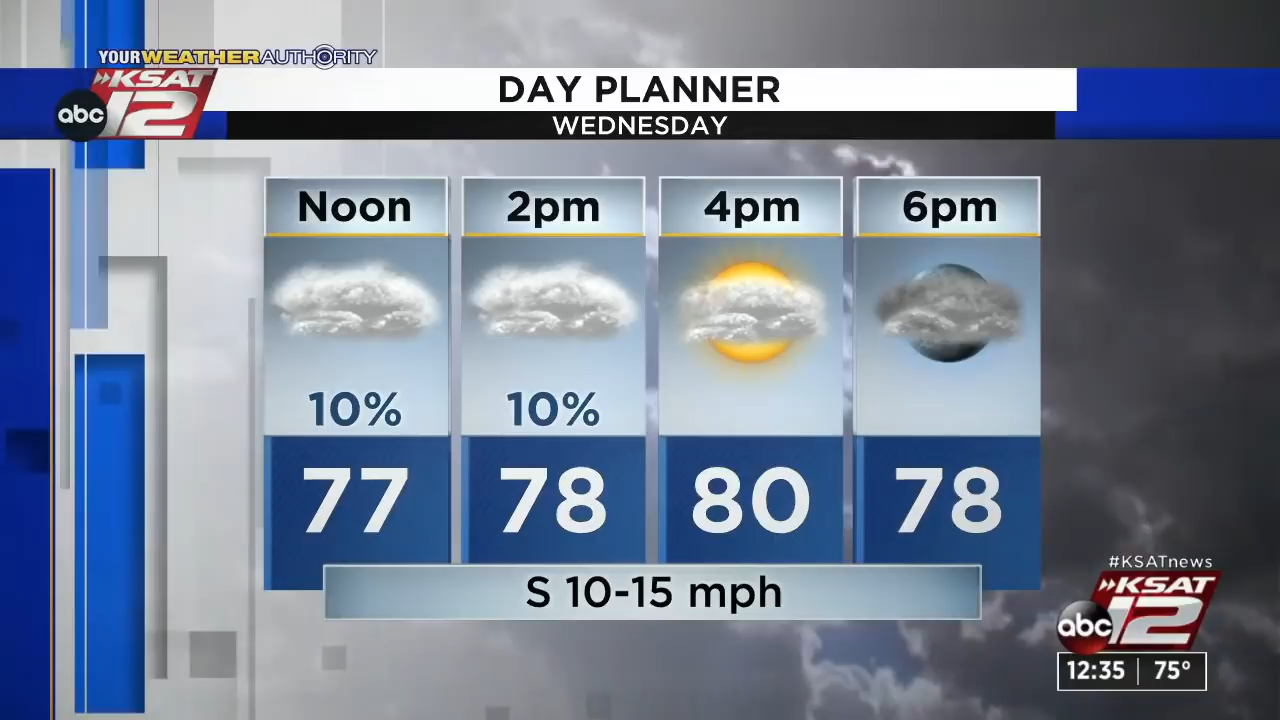 YOUR WEATHER AUTHORITY
»KSAT
abc 12
DAY PLANNER
WEDNESDAY
Noon 2pm 4pm 6pm
10% 10%
77 78 80 78
S 10-15 mph
#KSATnews
»KSAT
abc 12
12:35 75°